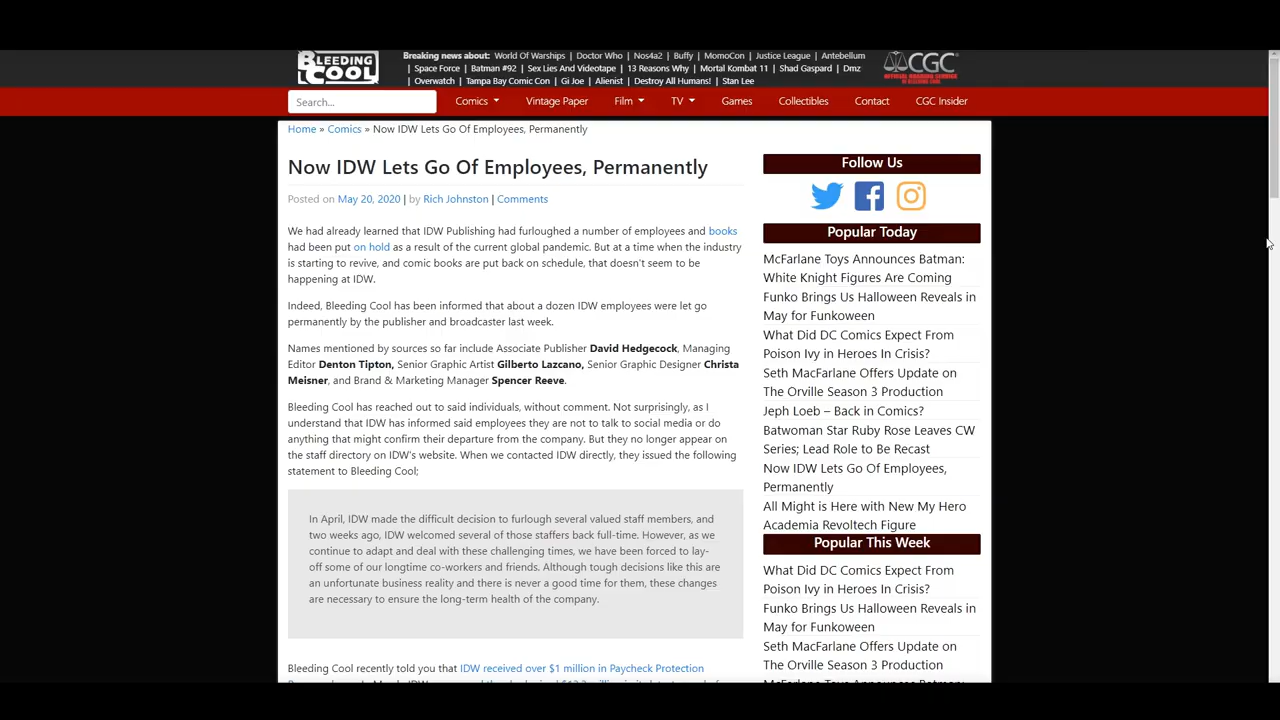 BLEEDING COOL
Breaking news about: World Of Warships | Doctor Who | Nos4a2 | Buffy | MomoCon | Justice League | Antebellum
| Space Force | Batman #92 | Sex Lies And Videotape | 13 Reasons Why | Mortal Kombat 11 | Shad Gaspard | Dmz
| Overwatch | Tampa Bay Comic Con | Gi Joe | Alienist | Destroy All Humans! | Stan Lee
CGC
Search...
Comics
Vintage Paper
Film
TV
Games
Collectibles
Contact
CGC Insider
Home » Comics » Now IDW Lets Go Of Employees, Permanently
Now IDW Lets Go Of Employees, Permanently
Posted on May 20, 2020 | by Rich Johnston | Comments
We had already learned that IDW Publishing had furloughed a number of employees and books
had been put on hold as a result of the current global pandemic. But at a time when the industry
is starting to revive, and comic books are put back on schedule, that doesn't seem to be
happening at IDW.
Indeed, Bleeding Cool has been informed that about a dozen IDW employees were let go
permanently by the publisher and broadcaster last week.
Names mentioned by sources so far include Associate Publisher David Hedgecock, Managing
Editor Denton Tipton, Senior Graphic Artist Gilberto Lazcano, Senior Graphic Designer Christa
Meisner, and Brand & Marketing Manager Spencer Reeve.
Bleeding Cool has reached out to said individuals, without comment. Not surprisingly, as I
understand that IDW has informed said employees they are not to talk to social media or do
anything that might confirm their departure from the company. But they no longer appear on
the staff directory on IDW's website. When we contacted IDW directly, they issued the following
statement to Bleeding Cool;
In April, IDW made the difficult decision to furlough several valued staff members, and
two weeks ago, IDW welcomed several of those staffers back full-time. However, as we
continue to adapt and deal with these challenging times, we have been forced to lay-
off some of our longtime co-workers and friends. Although tough decisions like this are
an unfortunate business reality and there is never a good time for them, these changes
are necessary to ensure the long-term health of the company.
Bleeding Cool recently told you that IDW received over $1 million in Paycheck Protection
Follow Us
Popular Today
McFarlane Toys Announces Batman:
White Knight Figures Are Coming
Funko Brings Us Halloween Reveals in
May for Funkoween
What Did DC Comics Expect From
Poison Ivy in Heroes In Crisis?
Seth MacFarlane Offers Update on
The Orville Season 3 Production
Jeph Loeb – Back in Comics?
Batwoman Star Ruby Rose Leaves CW
Series; Lead Role to Be Recast
Now IDW Lets Go Of Employees,
Permanently
All Might is Here with New My Hero
Academia Revoltech Figure
Popular This Week
What Did DC Comics Expect From
Poison Ivy in Heroes In Crisis?
Funko Brings Us Halloween Reveals in
May for Funkoween
Seth MacFarlane Offers Update on
The Orville Season 3 Production